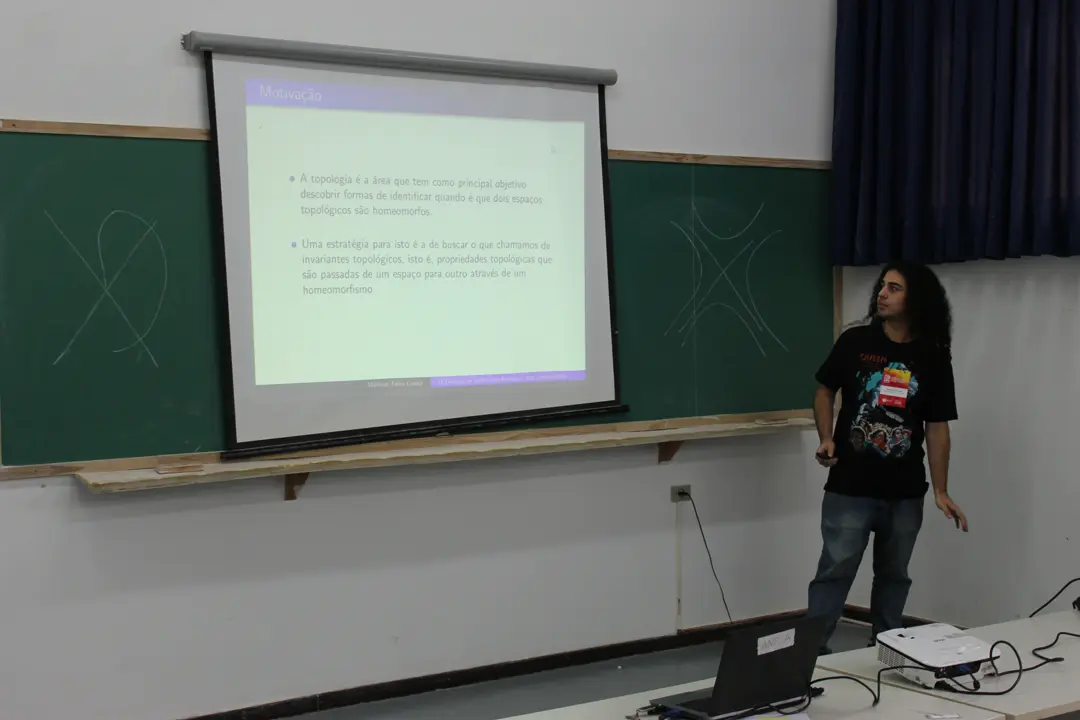 Motivação
A topologia é a área que tem como principal objetivo
descobrir formas de identificar quando é que dois espaços
topológicos são homeomorfos.
Uma estratégia para isto é a de buscar o que chamamos de
invariantes topológicos, isto é, propriedades topológicas que
são passadas de um espaço para outro através de um
homeomorfismo
QUEEN